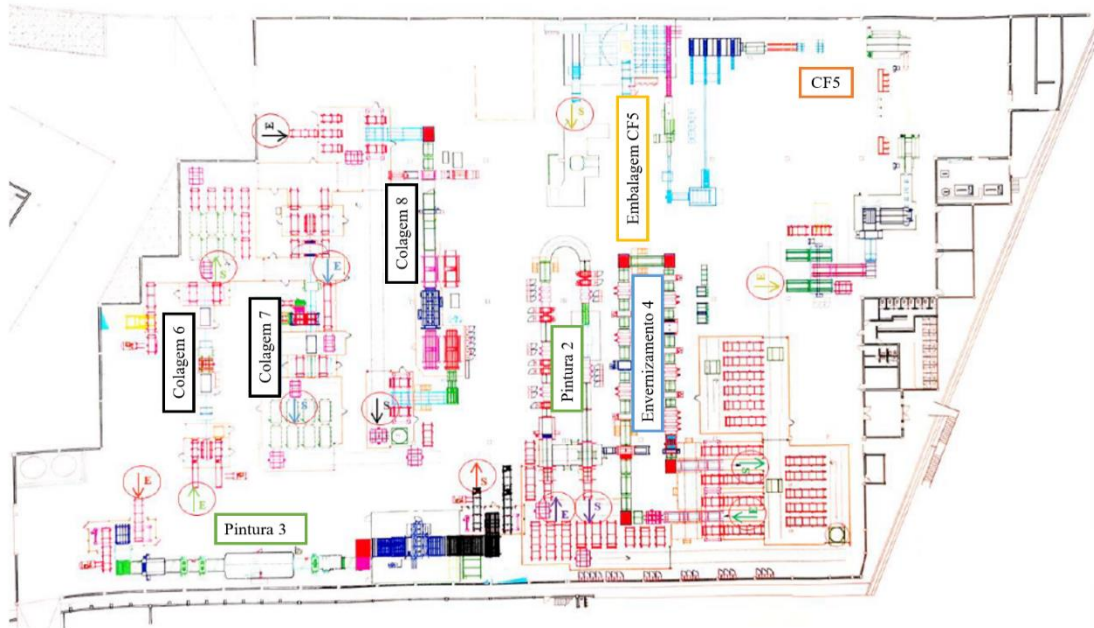 CF5
Embalagem CF5
E
S
Colagem 8
E
S
E
Colagem 6
Colagem 7
Pintura 2
Envernizamento 4
S
S
S
S
E
E
E
S
E
Pintura 3